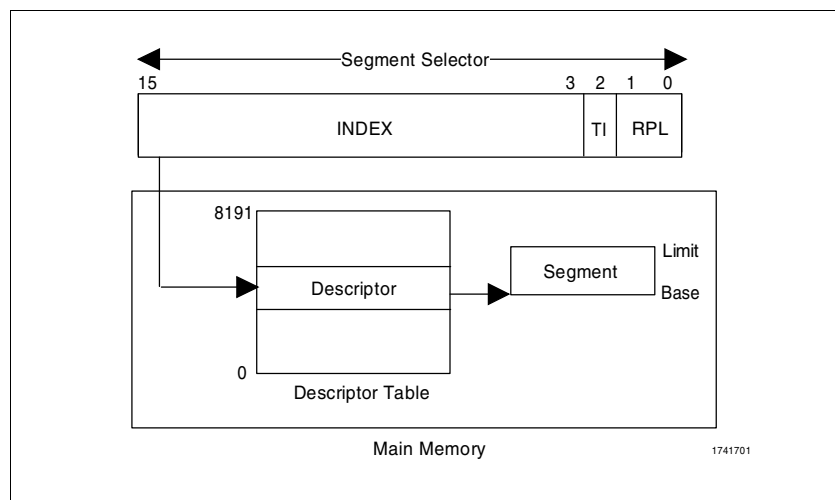 Segment Selector
15 3 2 1 0
INDEX TI RPL
8191
Limit
Segment
Descriptor Base
0
Descriptor Table
Main Memory
1741701